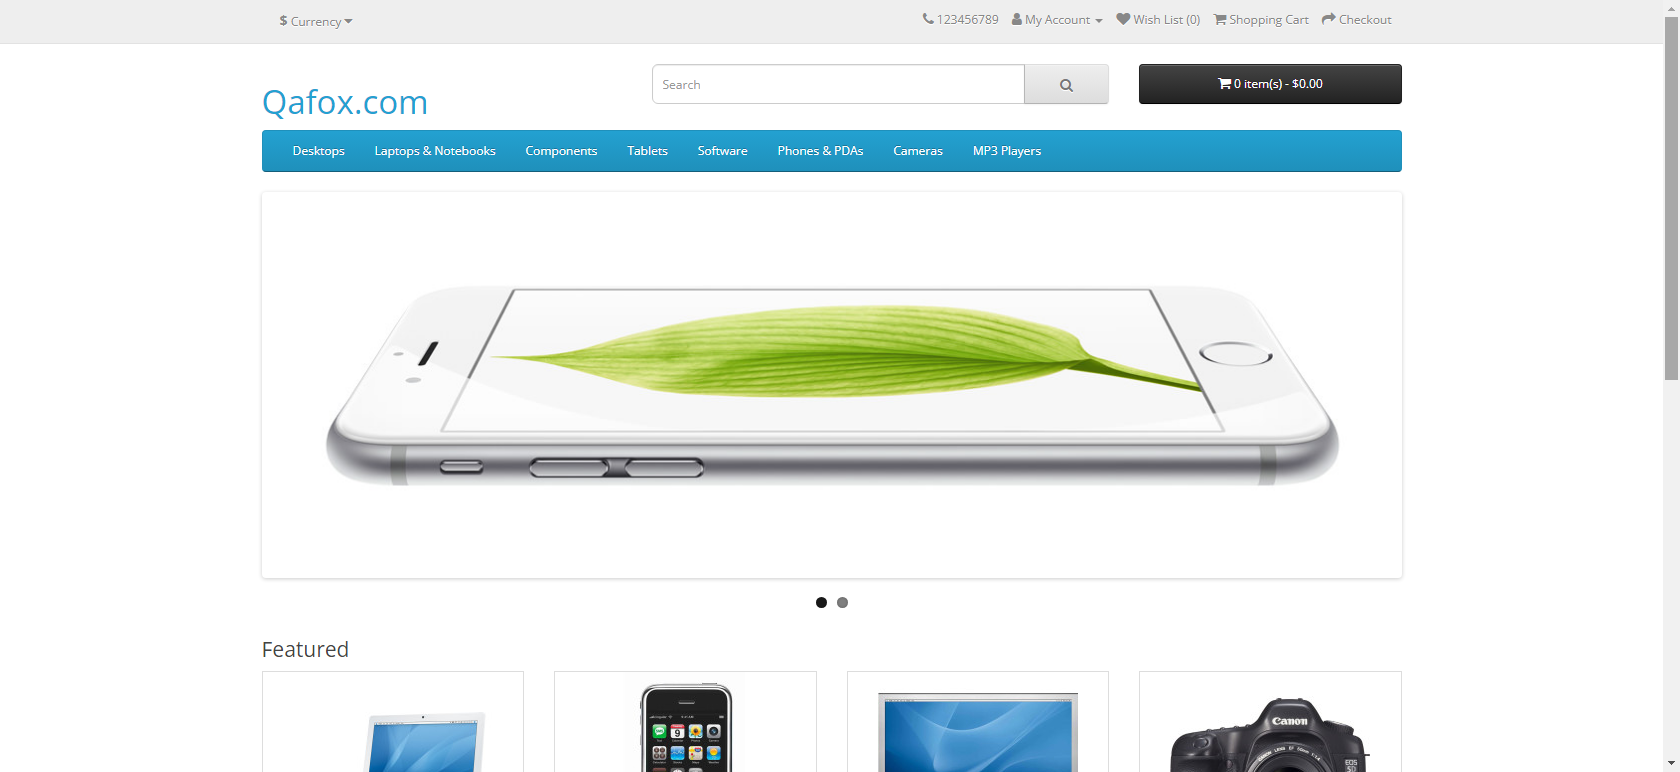 $ Currency
123456789 My Account Wish List (0) Shopping Cart Checkout
Qafox.com
Search
0 item(s) - $0.00
Desktops Laptops & Notebooks Components Tablets Software Phones & PDAs Cameras MP3 Players
Featured
Canon